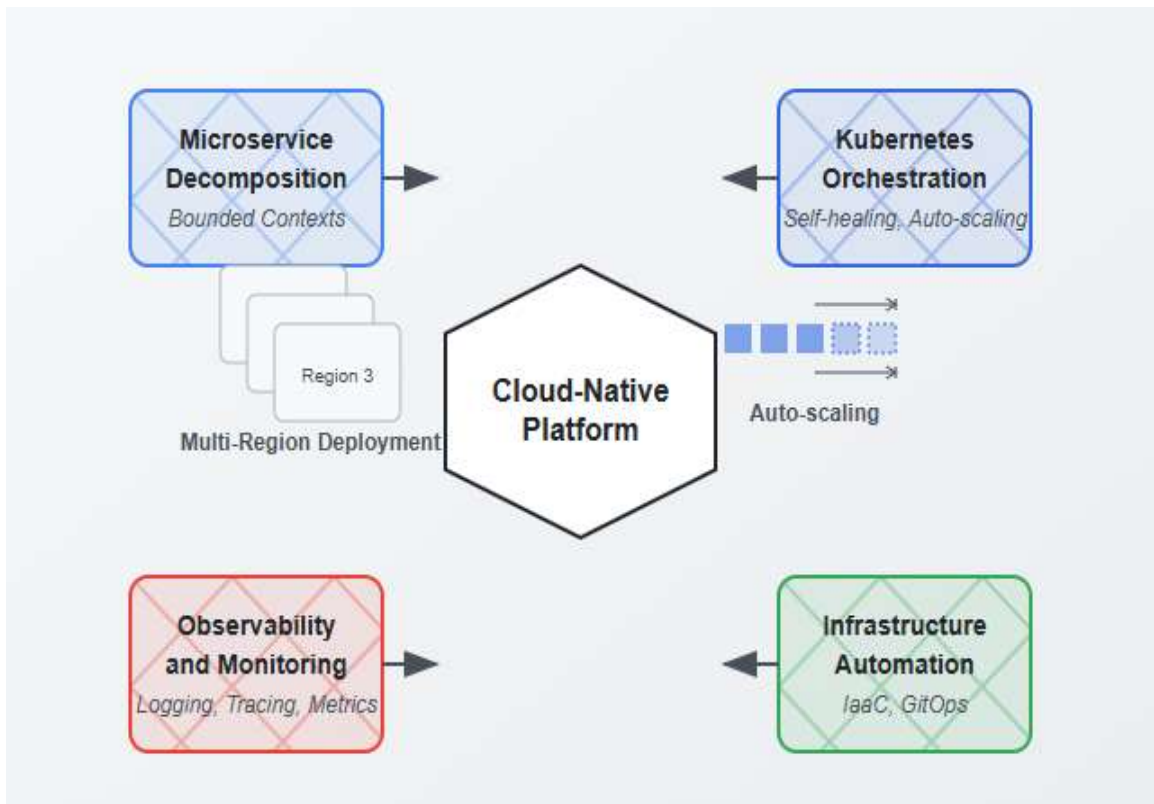 Microservice
Decomposition
Bounded Contexts
Kubernetes
Orchestration
Self-healing, Auto-scaling
Region 3
Multi-Region Deployment
Cloud-Native
Platform
Auto-scaling
Observability
and Monitoring
Logging, Tracing, Metrics
Infrastructure
Automation
IaaC, GitOps